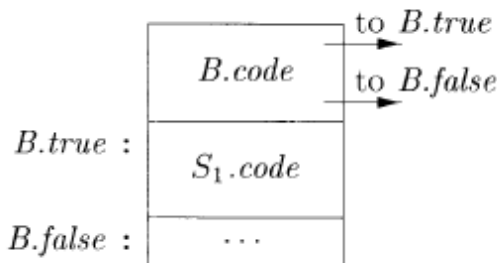 to B.true
B.code
to B.false
B.true :
S₁.code
B.false :
...